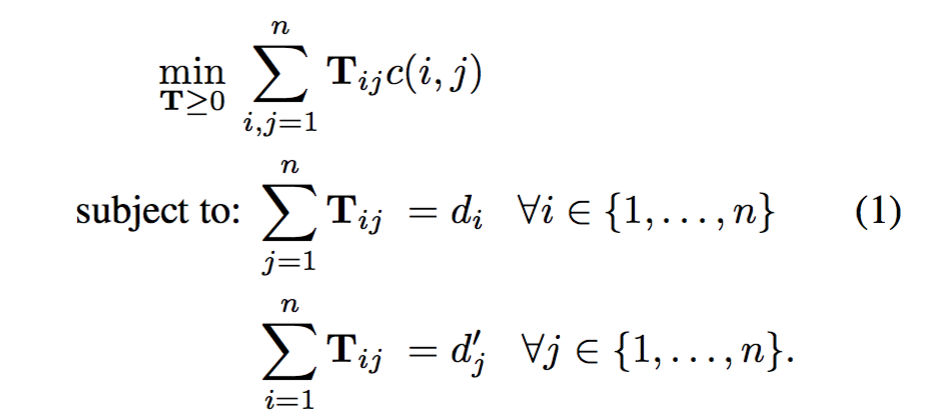 min_{T≥0} ∑_{i,j=1}^{n} T_{ij} c(i, j)
subject to: ∑_{j=1}^{n} T_{ij} = d_i ∀i ∈ {1, . . . , n} (1)
∑_{i=1}^{n} T_{ij} = d′_j ∀j ∈ {1, . . . , n}.